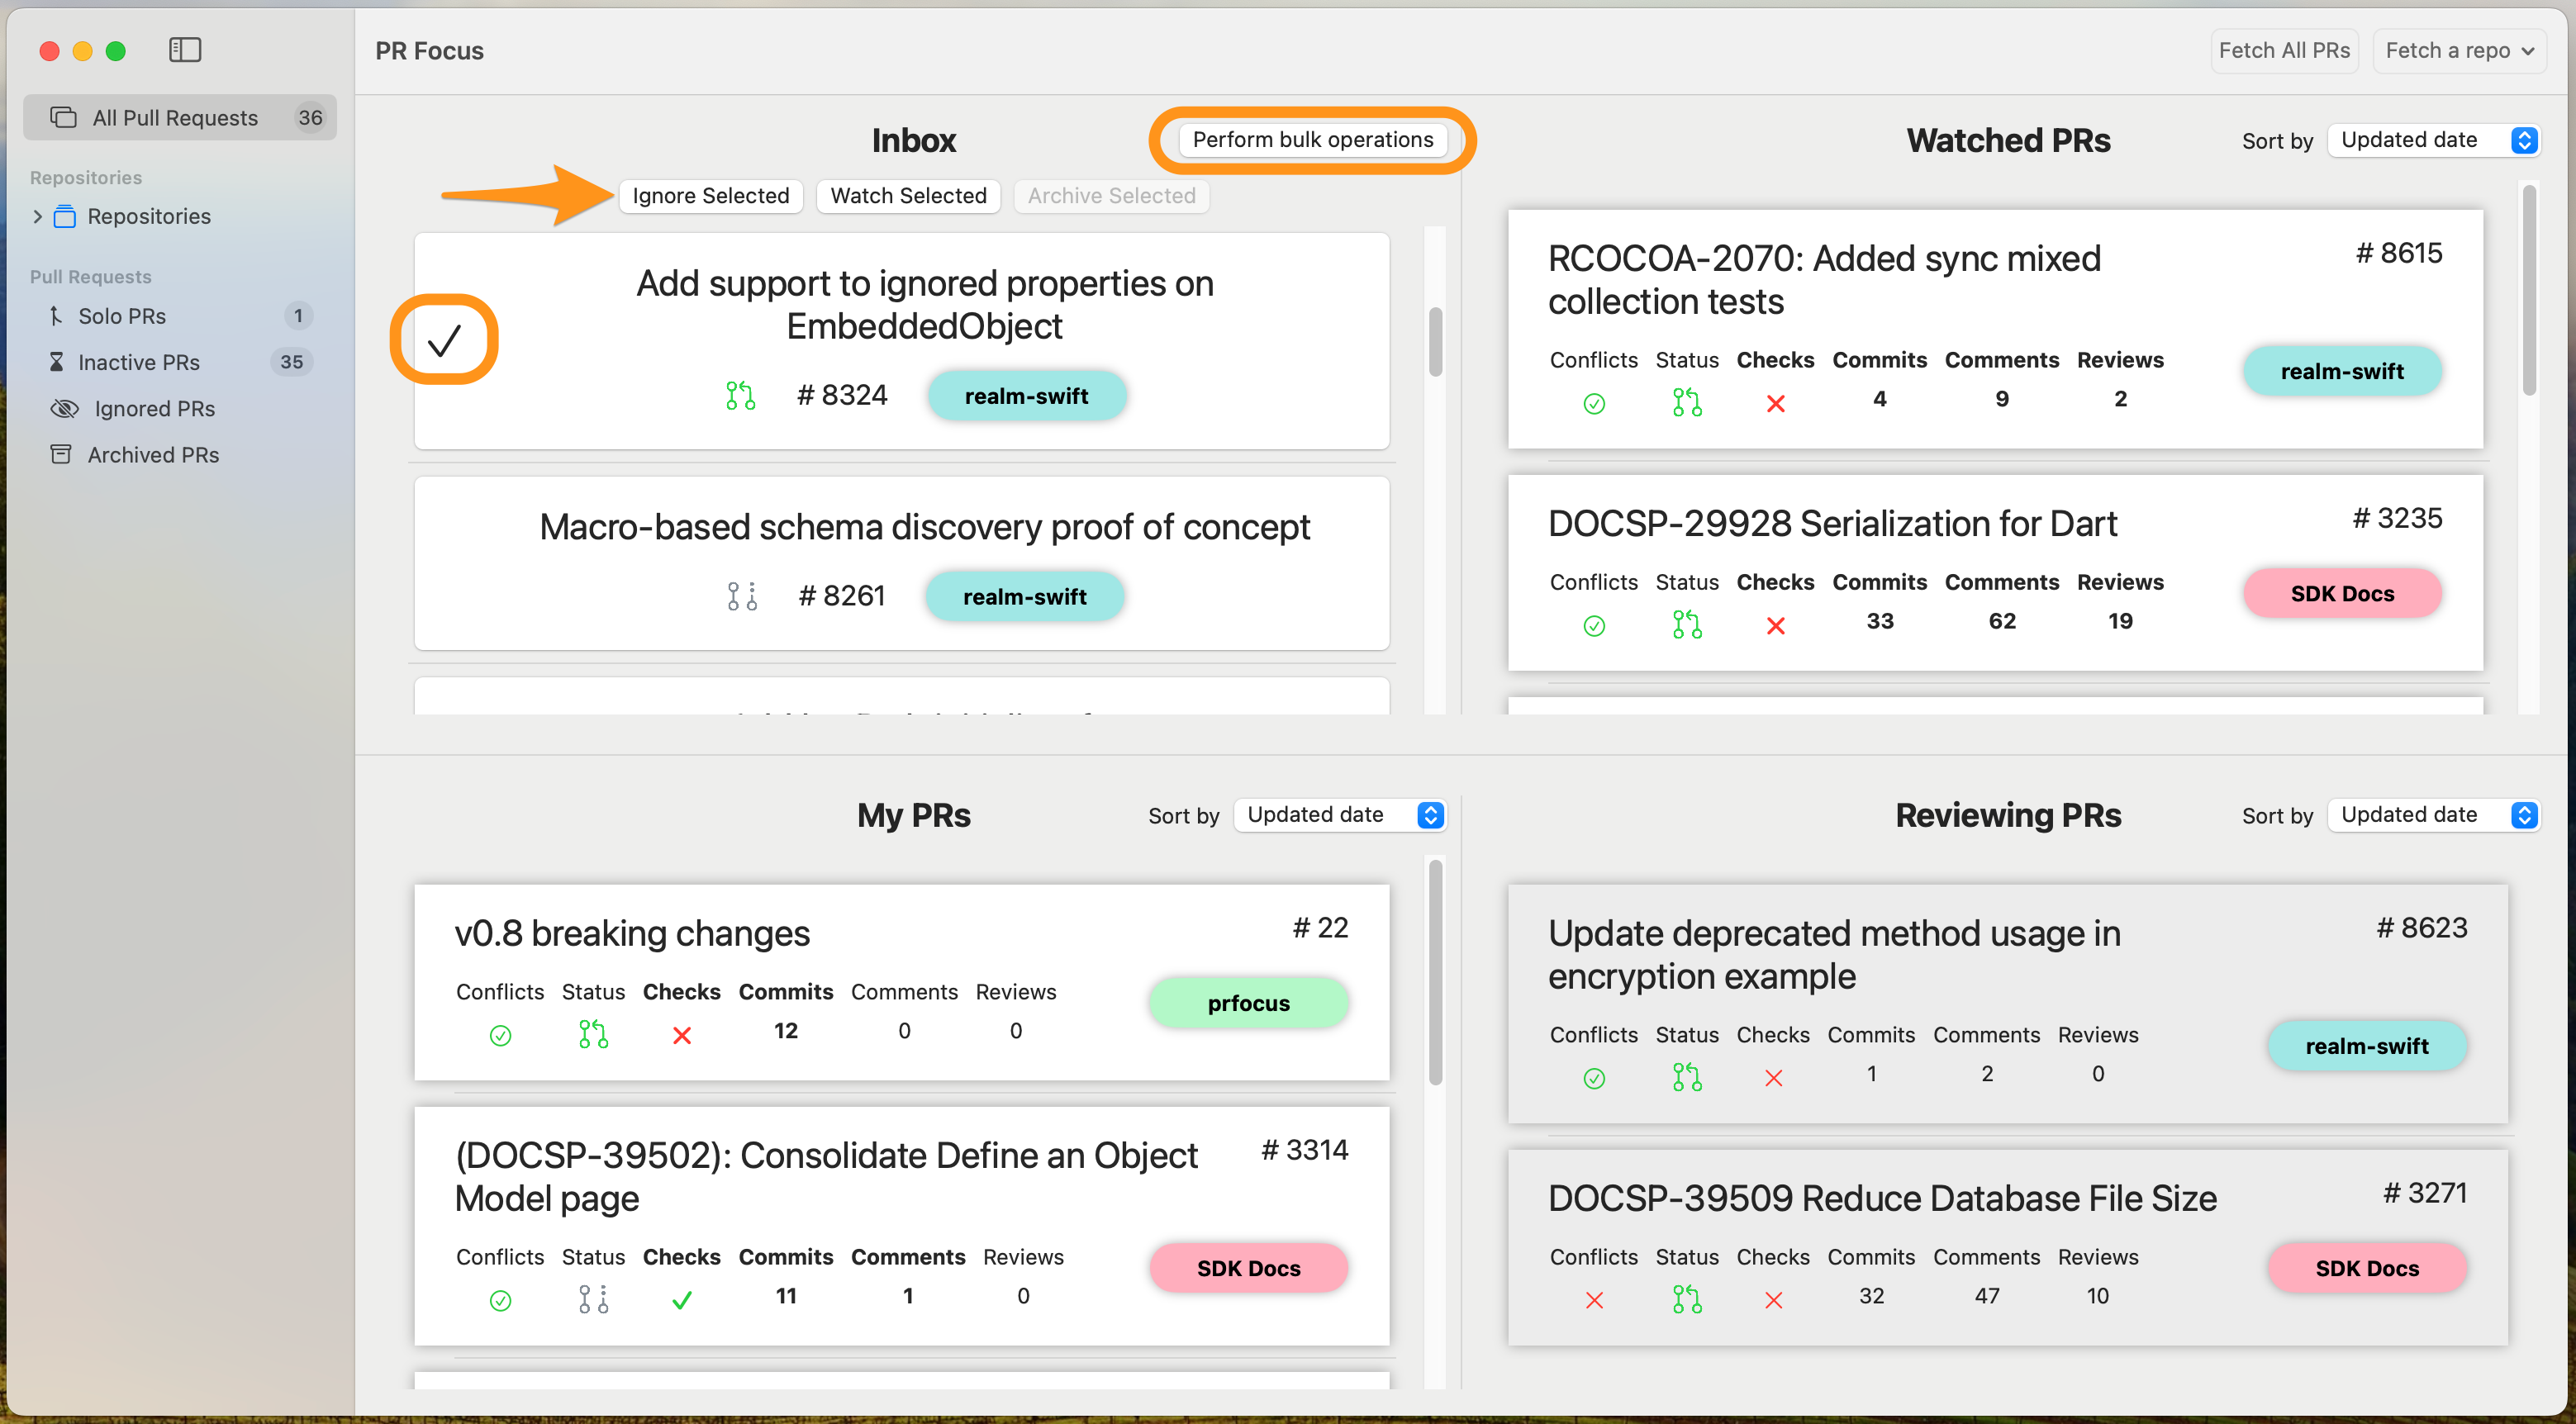 PR Focus
Fetch All PRs
Fetch a repo
All Pull Requests 36
Repositories
Repositories
Pull Requests
Solo PRs 1
Inactive PRs 35
Ignored PRs
Archived PRs
Inbox
Perform bulk operations
Ignore Selected
Watch Selected
Archive Selected
Add support to ignored properties on
EmbeddedObject
# 8324 realm-swift
Macro-based schema discovery proof of concept
# 8261 realm-swift
Watched PRs
Sort by Updated date
RCOCOA-2070: Added sync mixed
collection tests
# 8615
Conflicts Status Checks Commits Comments Reviews
4 9 2
realm-swift
DOCSP-29928 Serialization for Dart
# 3235
Conflicts Status Checks Commits Comments Reviews
33 62 19
SDK Docs
My PRs
Sort by Updated date
v0.8 breaking changes
# 22
Conflicts Status Checks Commits Comments Reviews
12 0 0
prfocus
(DOCSP-39502): Consolidate Define an Object
Model page
# 3314
Conflicts Status Checks Commits Comments Reviews
11 1 0
SDK Docs
Reviewing PRs
Sort by Updated date
Update deprecated method usage in
encryption example
# 8623
Conflicts Status Checks Commits Comments Reviews
1 2 0
realm-swift
DOCSP-39509 Reduce Database File Size
# 3271
Conflicts Status Checks Commits Comments Reviews
32 47 10
SDK Docs